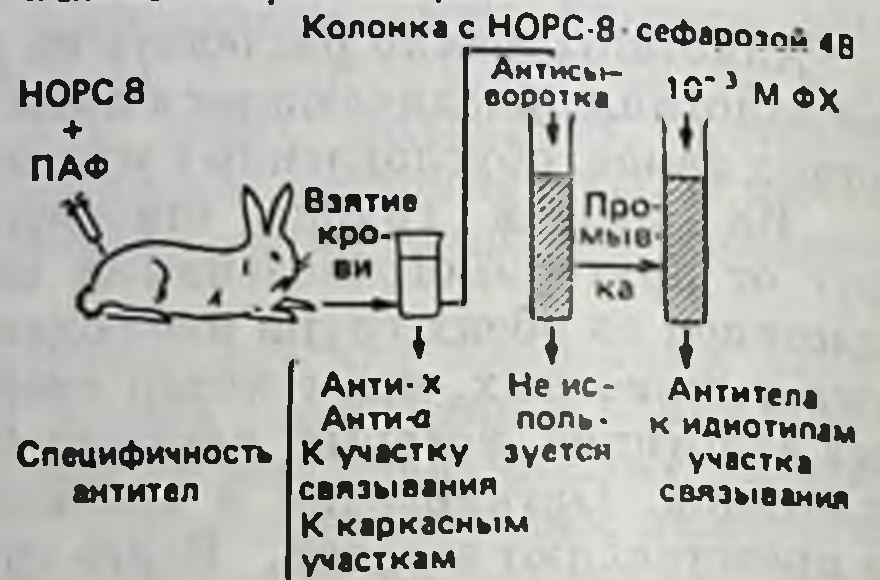 Колонка с НОРС-8-сефарозой 4В
НОРС 8
+
ПАФ
Антисы-
воротка
10⁻³ М ФХ
Взятие
кро-
ви
Про-
мыв-
ка
Специфичность
антител
Анти-х
Анти-а
К участку
связывания
К каркасным
участкам
Не ис-
поль-
зуется
Антитела
к идиотипам
участка
связывания